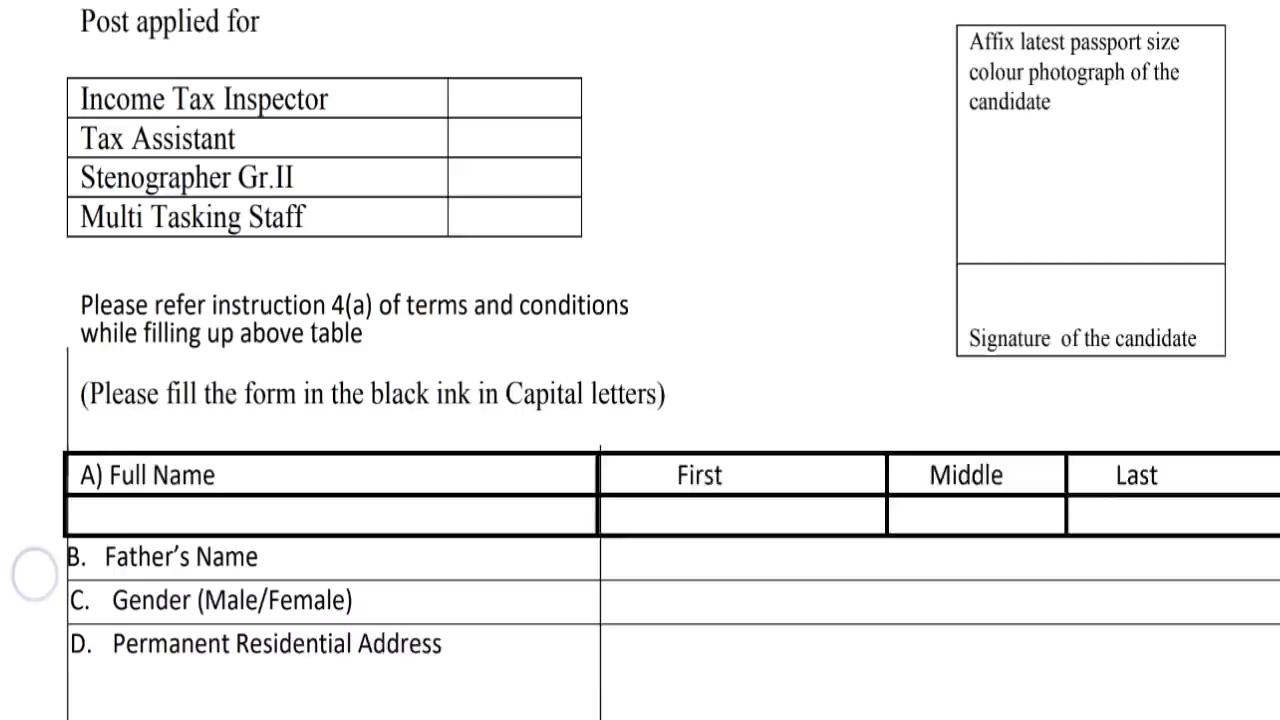 Post applied for
Affix latest passport size
colour photograph of the
candidate
Income Tax Inspector
Tax Assistant
Stenographer Gr.II
Multi Tasking Staff
Please refer instruction 4(a) of terms and conditions
while filling up above table
Signature of the candidate
(Please fill the form in the black ink in Capital letters)
A) Full Name First Middle Last
B. Father’s Name
C. Gender (Male/Female)
D. Permanent Residential Address